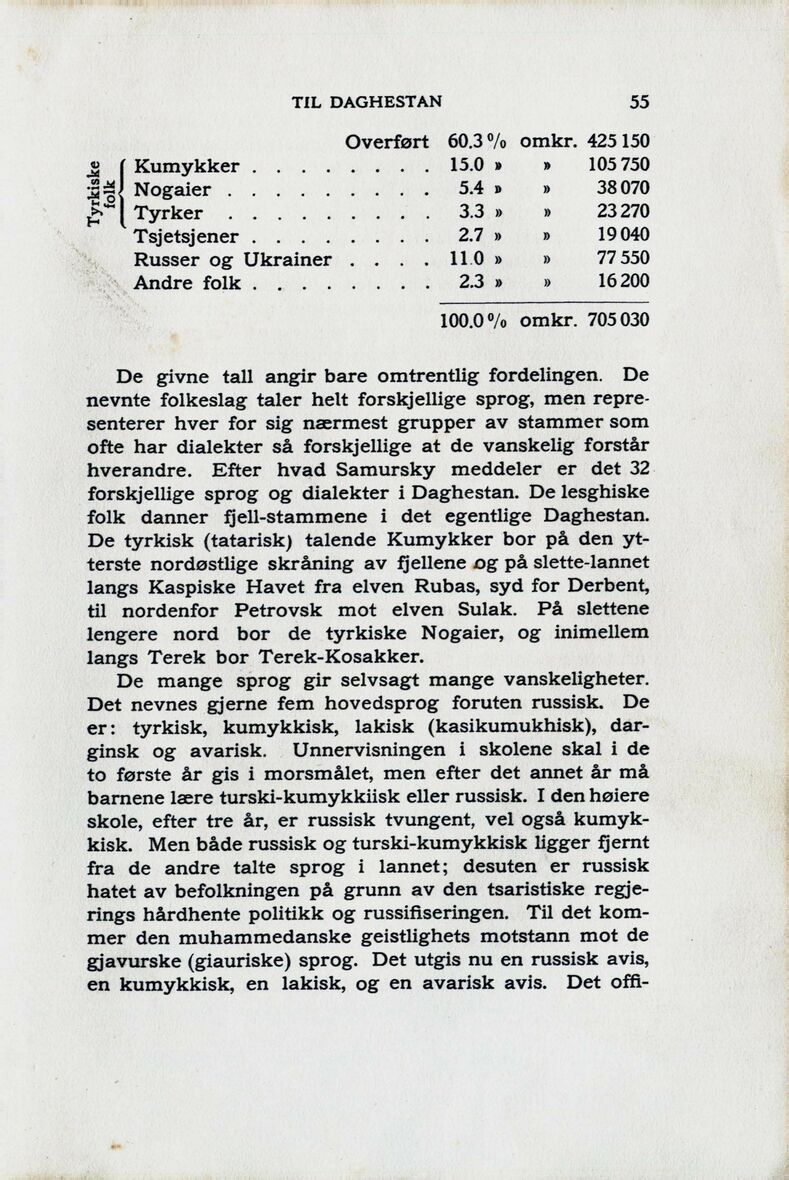 TIL DAGHESTAN 55
Overført 60.3 % omkr. 425 150
Tyrkiske folk
Kumykker . . . . . . . . 15.0 » » 105 750
Nogaier . . . . . . . . . 5.4 » » 38 070
Tyrker . . . . . . . . . 3.3 » » 23 270
Tsjetsjener . . . . . . . . 2.7 » » 19 040
Russer og Ukrainer . . . . 11.0 » » 77 550
Andre folk . . . . . . . . 2.3 » » 16 200
100.0 % omkr. 705 030
De givne tall angir bare omtrentlig fordelingen. De
nevnte folkeslag taler helt forskjellige sprog, men repre-
senterer hver for sig nærmest grupper av stammer som
ofte har dialekter så forskjellige at de vanskelig forstår
hverandre. Efter hvad Samursky meddeler er det 32
forskjellige sprog og dialekter i Daghestan. De lesghiske
folk danner fjell-stammene i det egentlige Daghestan.
De tyrkisk (tatarisk) talende Kumykker bor på den yt-
terste nordøstlige skråning av fjellene og på slette-lannet
langs Kaspiske Havet fra elven Rubas, syd for Derbent,
til nordenfor Petrovsk mot elven Sulak. På slettene
lengere nord bor de tyrkiske Nogaier, og inimellem
langs Terek bor Terek-Kosakker.
De mange sprog gir selvsagt mange vanskeligheter.
Det nevnes gjerne fem hovedsprog foruten russisk. De
er: tyrkisk, kumykkisk, lakisk (kasikumukhisk), dar-
ginsk og avarisk. Unnervisningen i skolene skal i de
to første år gis i morsmålet, men efter det annet år må
barnene lære turski-kumykkiisk eller russisk. I den høiere
skole, efter tre år, er russisk tvungent, vel også kumyk-
kisk. Men både russisk og turski-kumykkisk ligger fjernt
fra de andre talte sprog i lannet; desuten er russisk
hatet av befolkningen på grunn av den tsaristiske regje-
rings hårdhente politikk og russifiseringen. Til det kom-
mer den muhammedanske geistlighets motstann mot de
gjavurske (giauriske) sprog. Det utgis nu en russisk avis,
en kumykkisk, en lakisk, og en avarisk avis. Det offi-